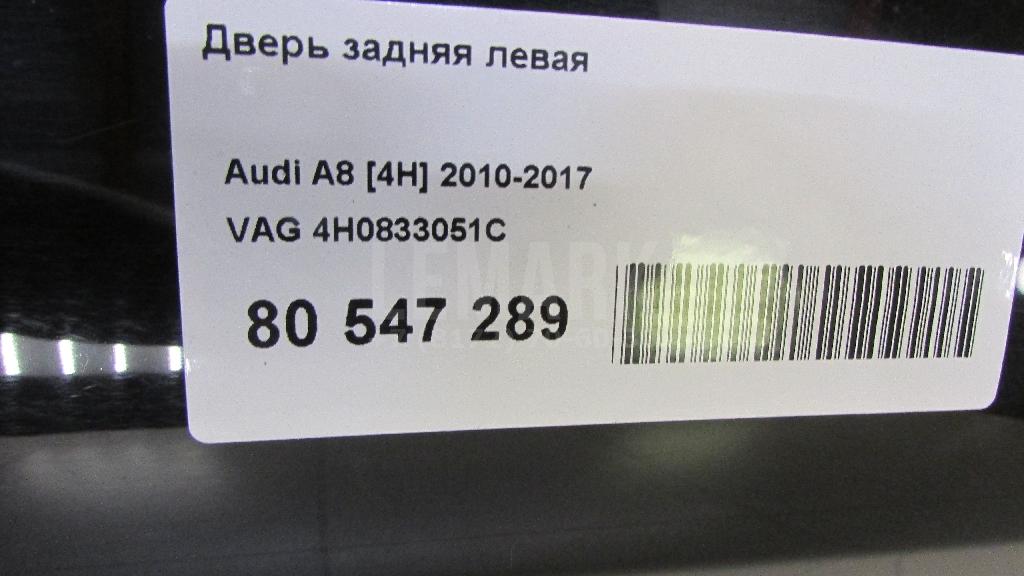 Дверь задняя левая
Audi A8 [4H] 2010-2017
VAG 4H0833051C
80 547 289